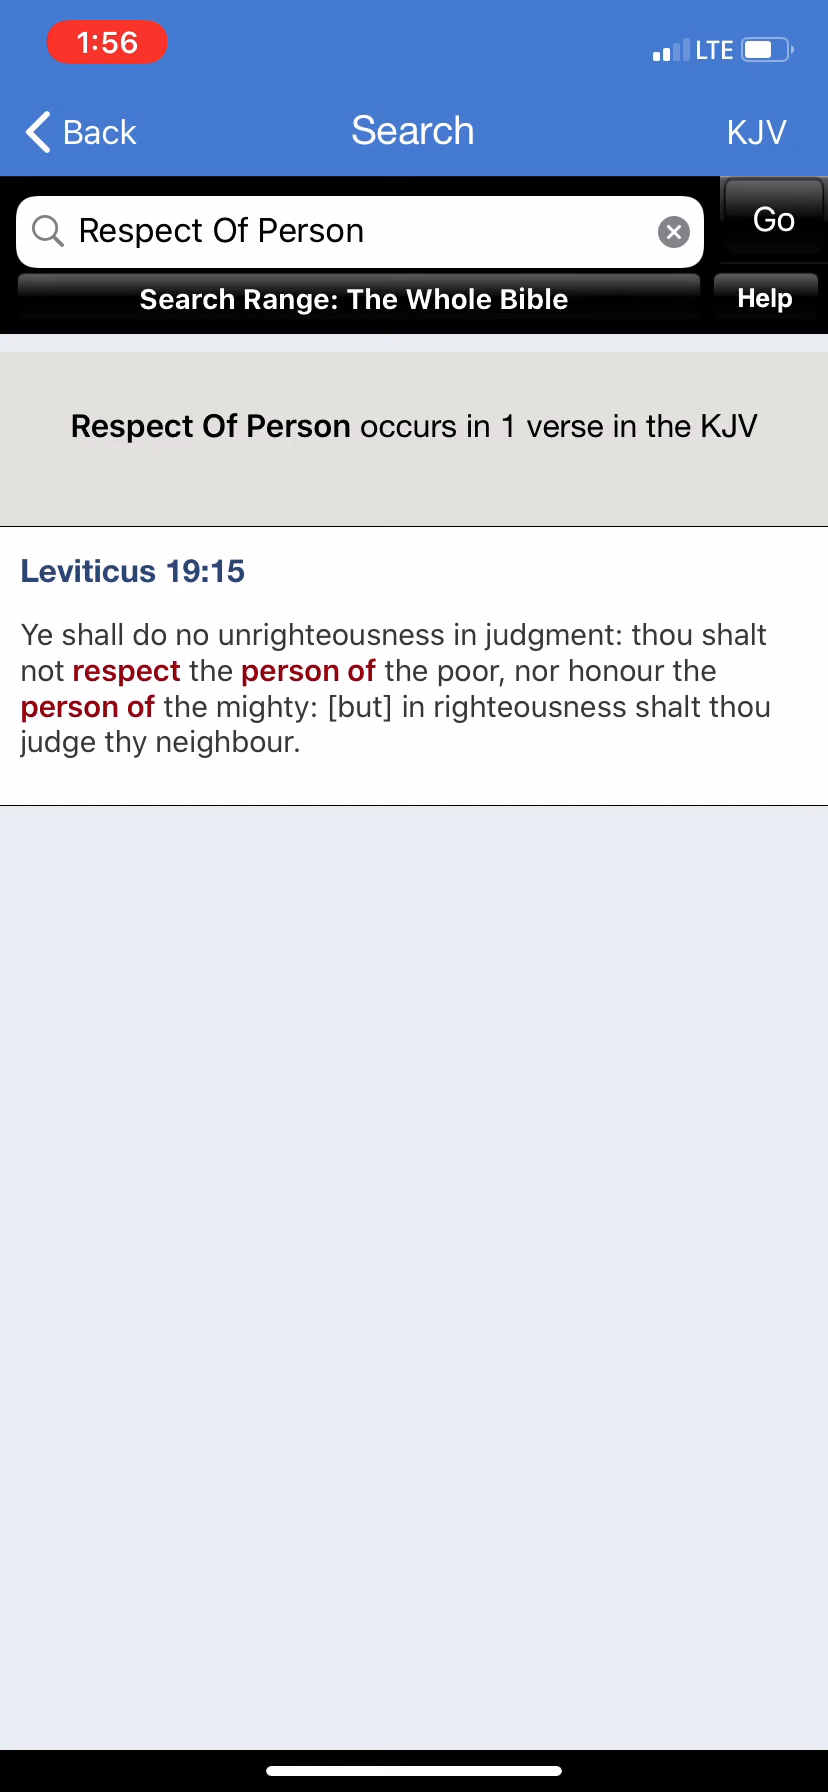 1:56
LTE
Back
Search
KJV
Respect Of Person
Go
Search Range: The Whole Bible
Help
Respect Of Person occurs in 1 verse in the KJV
Leviticus 19:15
Ye shall do no unrighteousness in judgment: thou shalt
not respect the person of the poor, nor honour the
person of the mighty: [but] in righteousness shalt thou
judge thy neighbour.